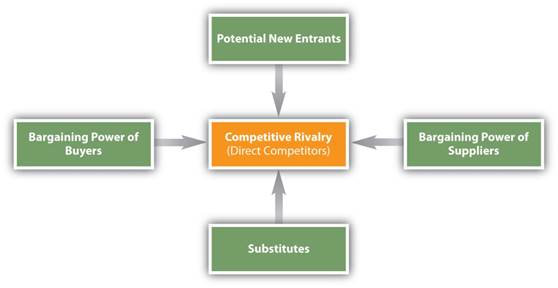 Potential New Entrants
Bargaining Power of
Buyers
Competitive Rivalry
(Direct Competitors)
Bargaining Power of
Suppliers
Substitutes